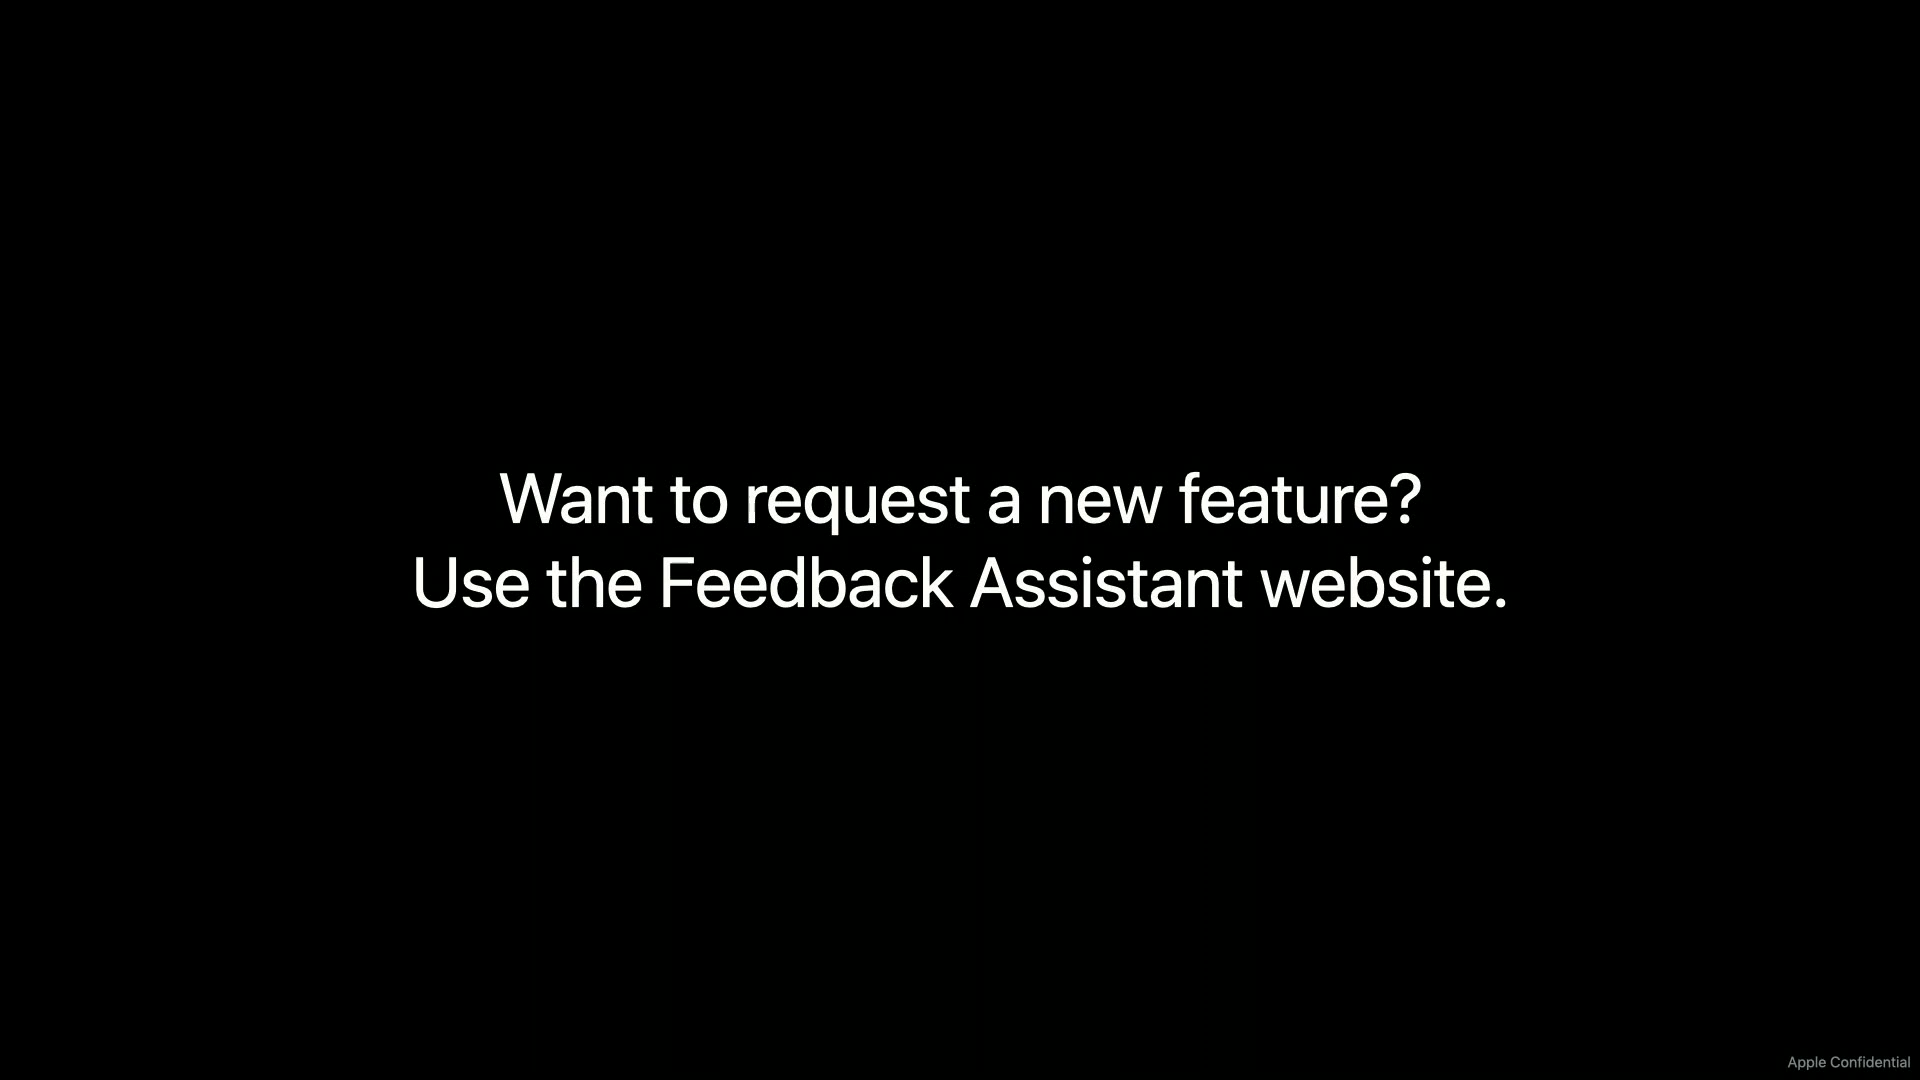 Want to request a new feature?
Use the Feedback Assistant website.
Apple Confidential